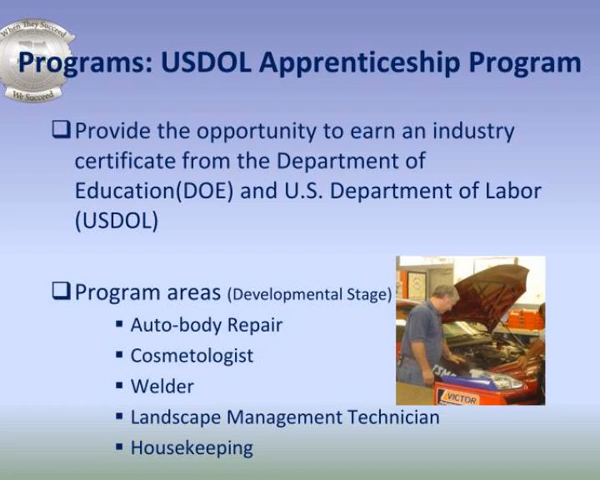 When They Succeed
We Succeed
Programs: USDOL Apprenticeship Program
Provide the opportunity to earn an industry
certificate from the Department of
Education(DOE) and U.S. Department of Labor
(USDOL)
Program areas (Developmental Stage)
Auto-body Repair
Cosmetologist
Welder
Landscape Management Technician
Housekeeping
VICTOR